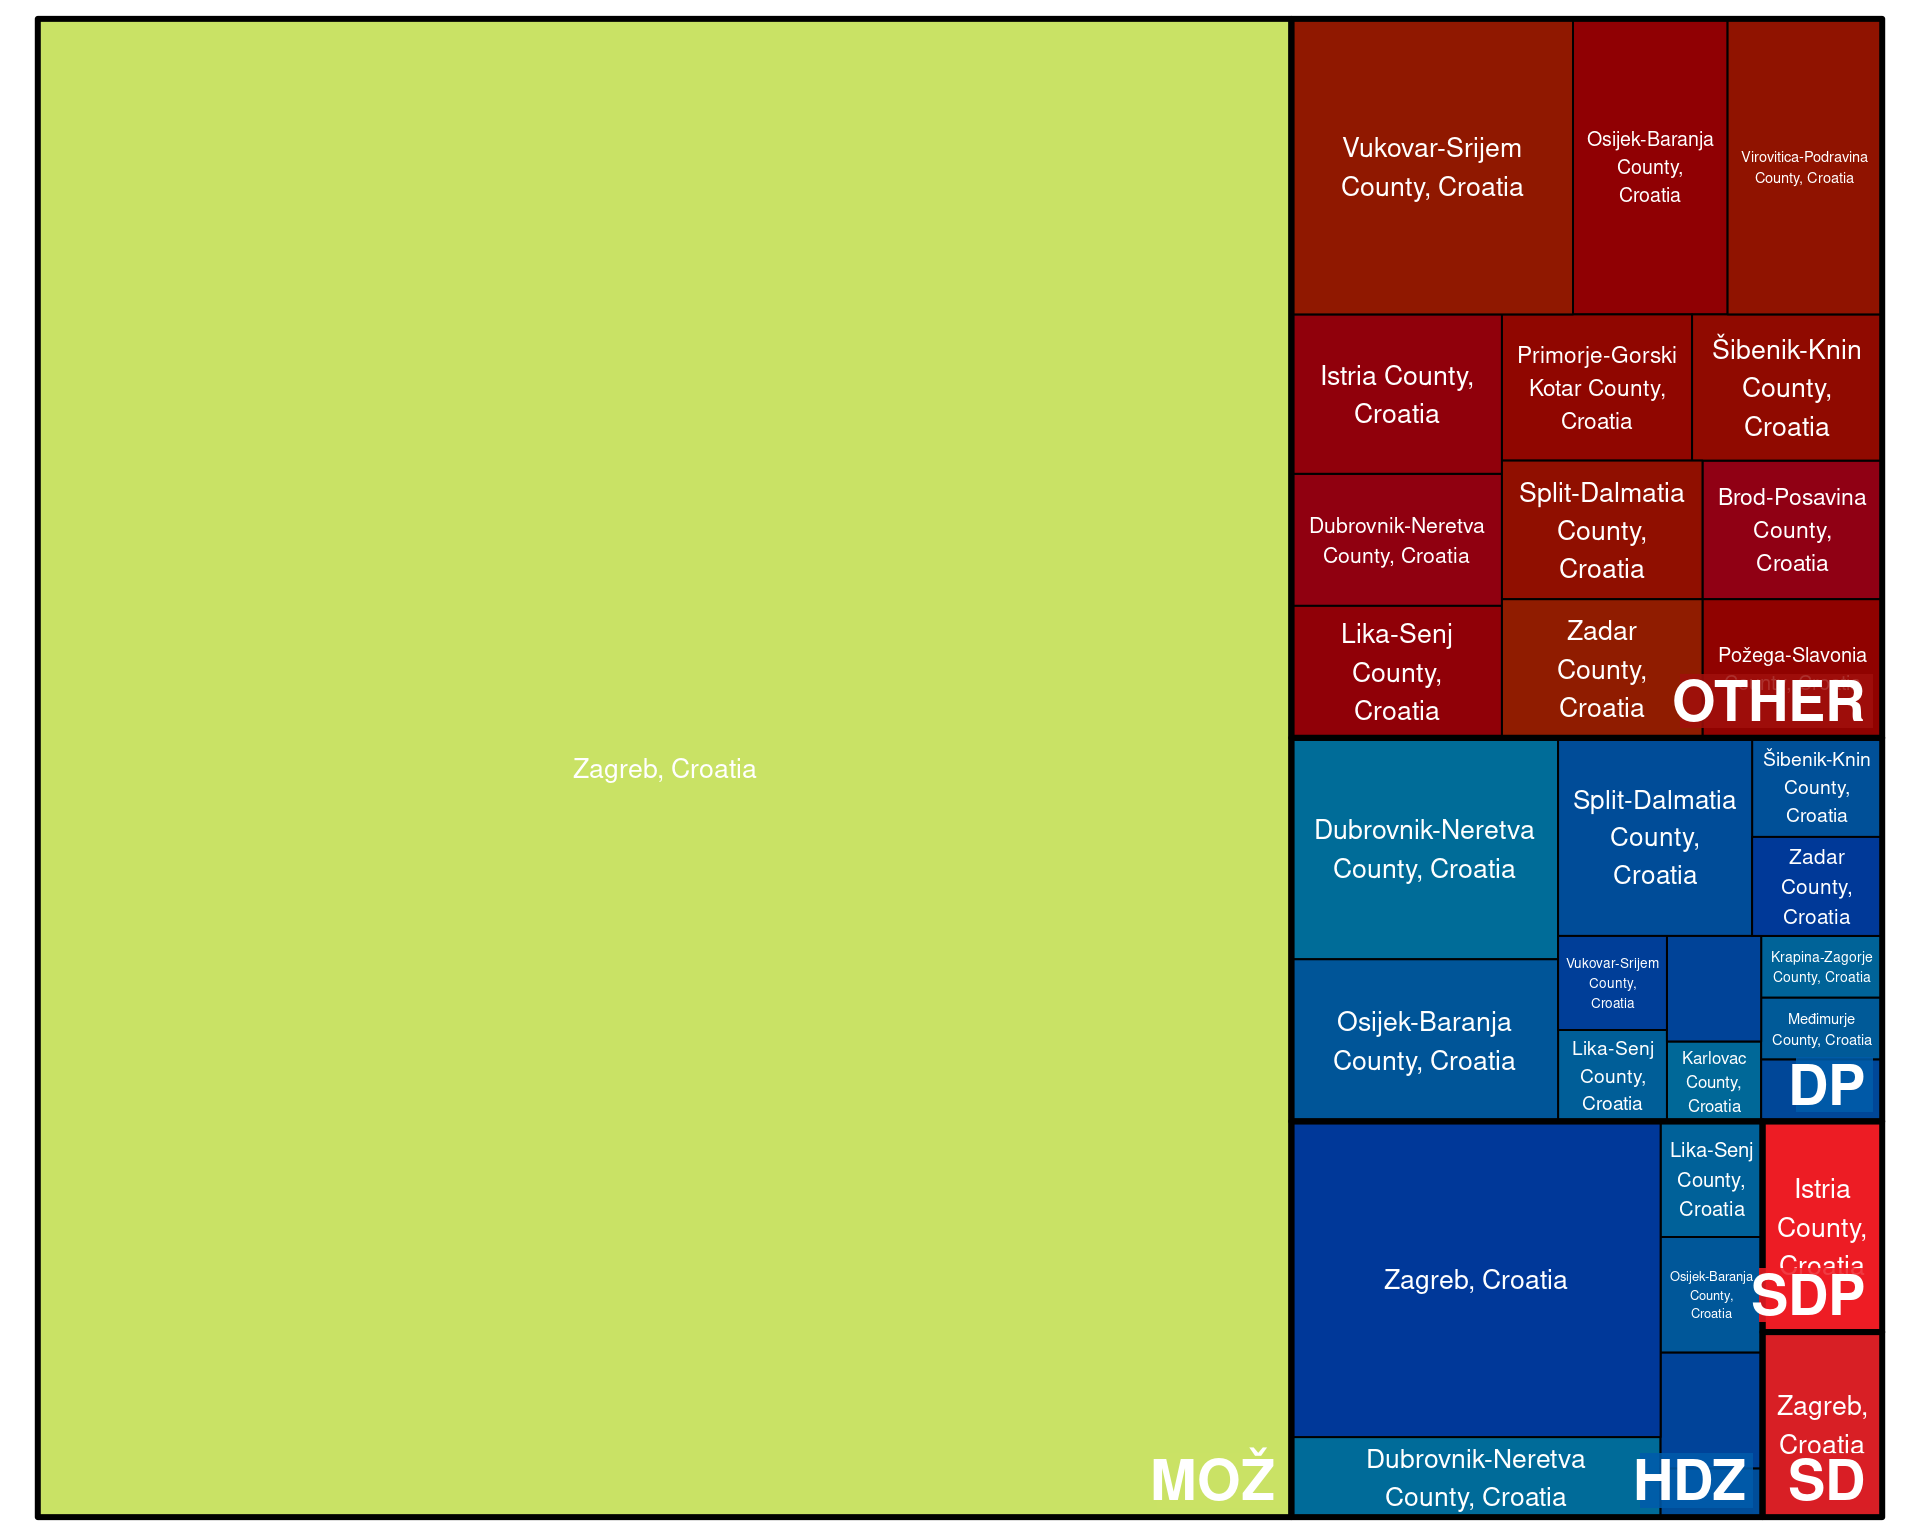 Zagreb, Croatia
MOŽ
Vukovar-Srijem
County, Croatia
Osijek-Baranja
County,
Croatia
Virovitica-Podravina
County, Croatia
Istria County,
Croatia
Primorje-Gorski
Kotar County,
Croatia
Šibenik-Knin
County,
Croatia
Dubrovnik-Neretva
County, Croatia
Split-Dalmatia
County,
Croatia
Brod-Posavina
County,
Croatia
Lika-Senj
County,
Croatia
Zadar
County,
Croatia
Požega-Slavonia
OTHER
Dubrovnik-Neretva
County, Croatia
Split-Dalmatia
County,
Croatia
Šibenik-Knin
County,
Croatia
Zadar
County,
Croatia
Osijek-Baranja
County, Croatia
Vukovar-Srijem
County,
Croatia
Krapina-Zagorje
County, Croatia
Međimurje
County, Croatia
Lika-Senj
County,
Croatia
Karlovac
County,
Croatia
DP
Zagreb, Croatia
Lika-Senj
County,
Croatia
Osijek-Baranja
County,
Croatia
Dubrovnik-Neretva
County, Croatia
HDZ
Istria
County,
Croatia
SDP
Zagreb,
Croatia
SD